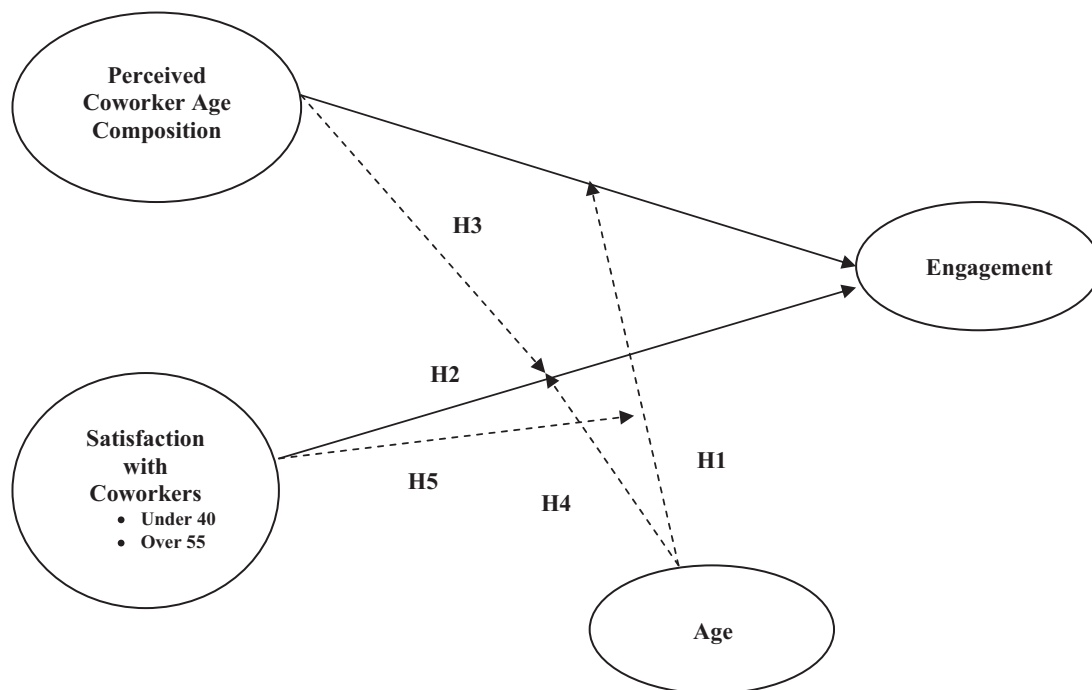 Perceived
Coworker Age
Composition
H3
Engagement
H2
Satisfaction
with
Coworkers
• Under 40
• Over 55
H5
H1
H4
Age